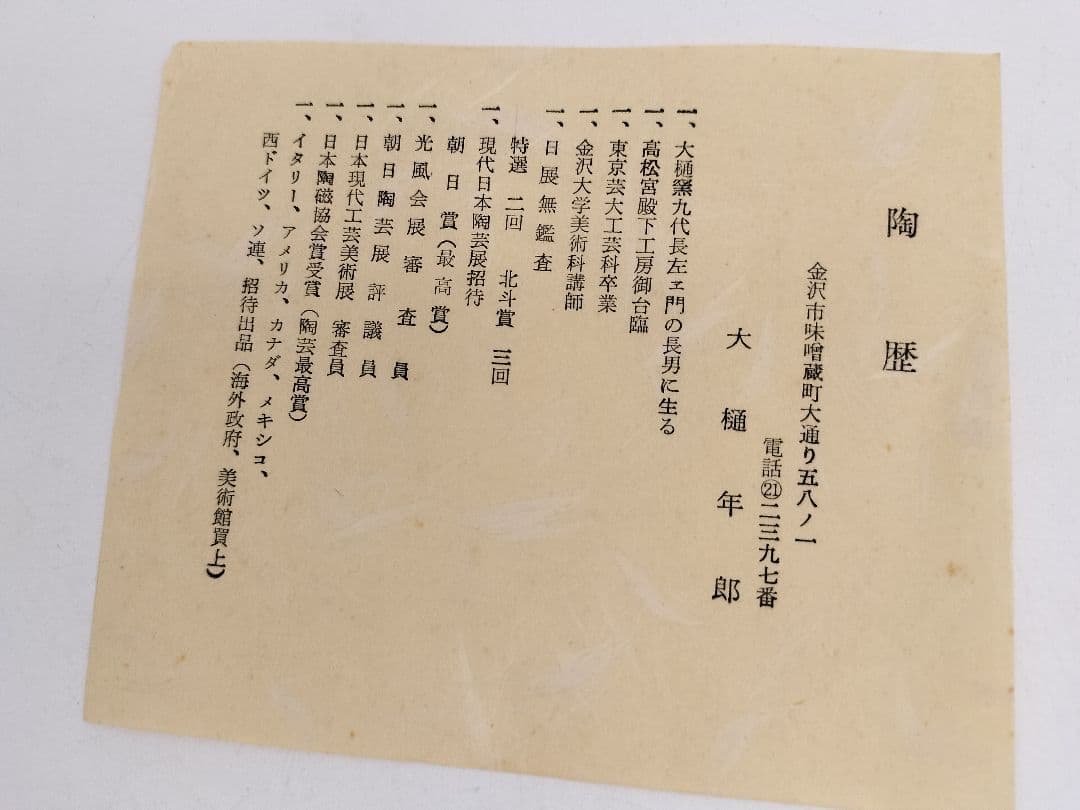 陶歴
金沢市味噌蔵町大通り五八ノ一
電話㉑二三九七番
大樋年郎
一、大樋窯九代長左ヱ門の長男に生る
一、高松宮殿下工房御台臨
一、東京芸大工芸科卒業
一、金沢大学美術科講師
一、日展無鑑査
特選 二回 北斗賞 三回
一、現代日本陶芸展招待
朝日賞(最高賞)
一、光風会展審査員
一、朝日陶芸展評議員
一、日本現代工芸美術展 審査員
一、日本陶磁協会賞受賞(陶芸最高賞)
一、イタリー、アメリカ、カナダ、メキシコ、
西ドイツ、ソ連、招待出品(海外政府、美術館買上)